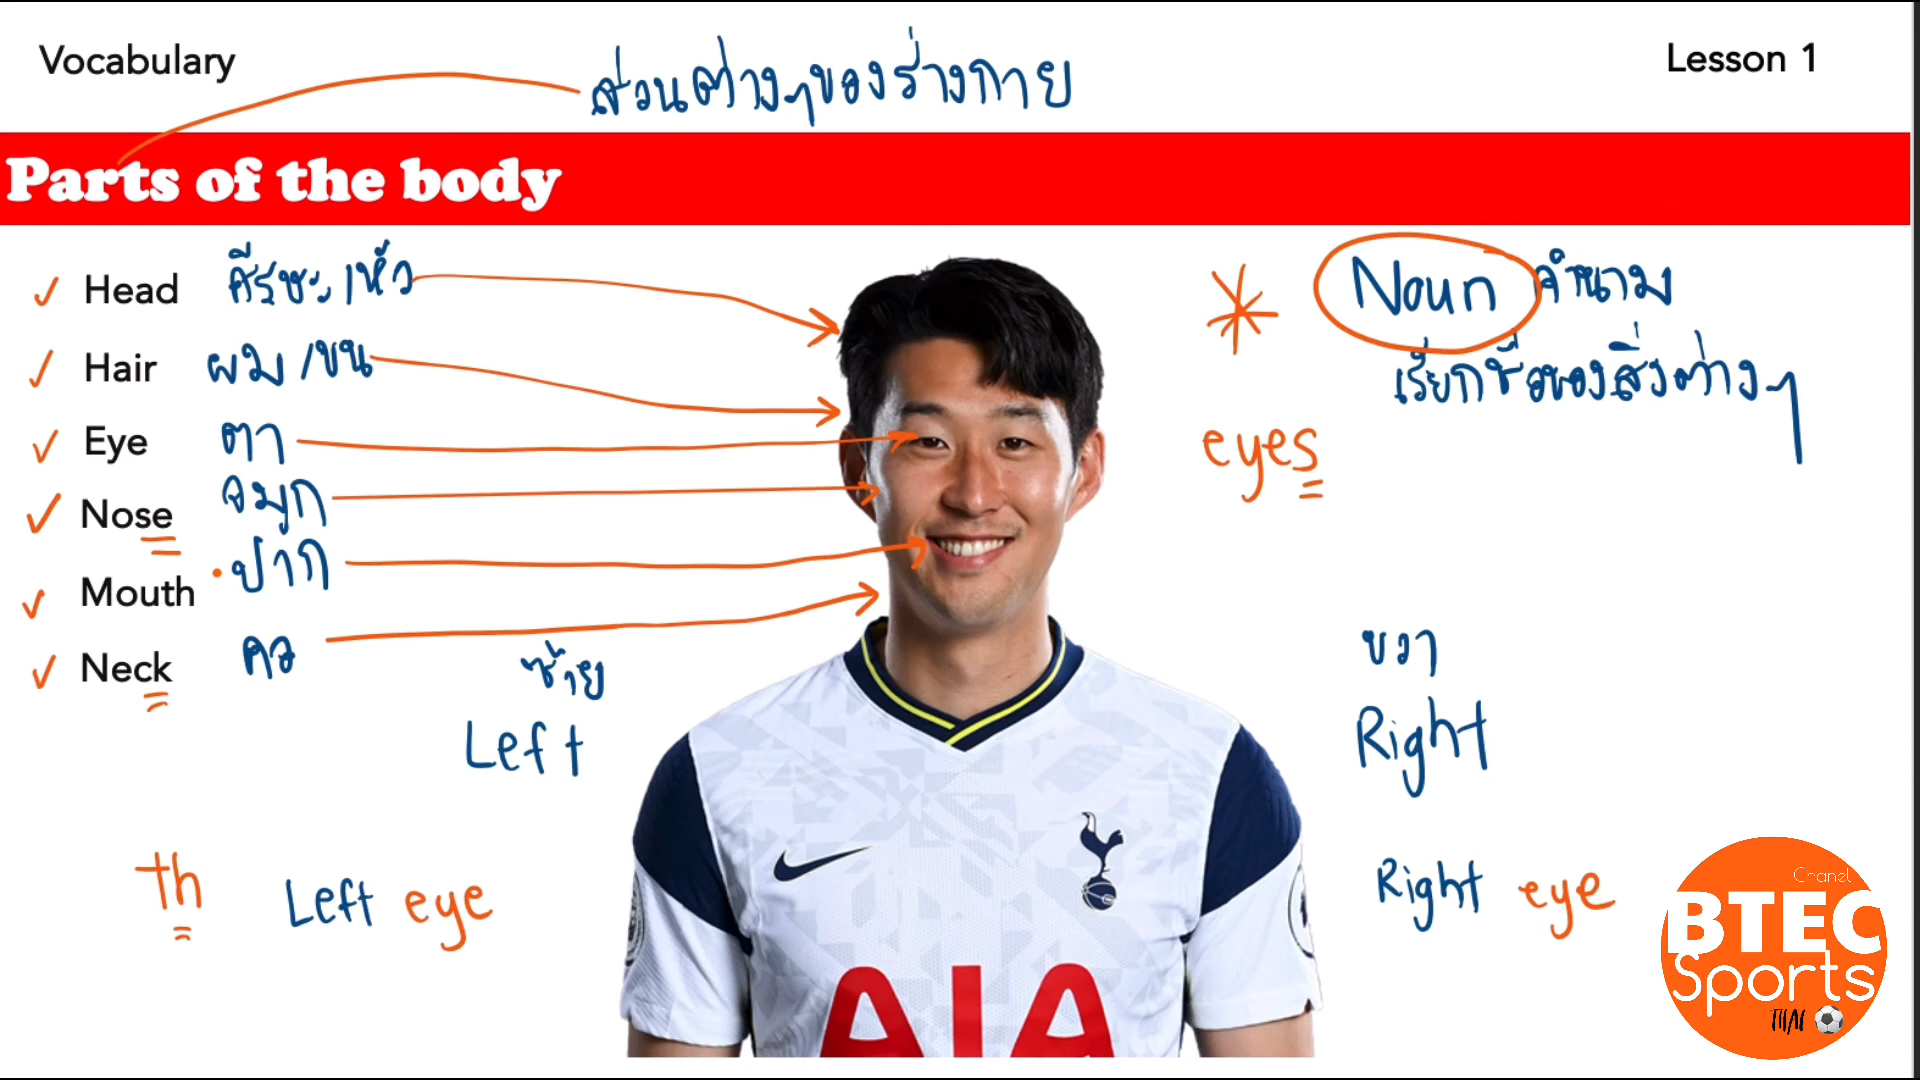 Vocabulary
ส่วนต่างๆของร่างกาย
Lesson 1
Parts of the body
✓ Head ศีรษะ/หัว
✓ Hair ผม/ขน
✓ Eye ตา
✓ Nose จมูก
✓ Mouth ปาก
✓ Neck คอ
* Noun คำนาม
เรียกชื่อของสิ่งต่างๆ
eyes
ซ้าย
Left
ขวา
Right
th
Left eye
Right eye
AIA
Chanel
BTEC
Sports
THAI